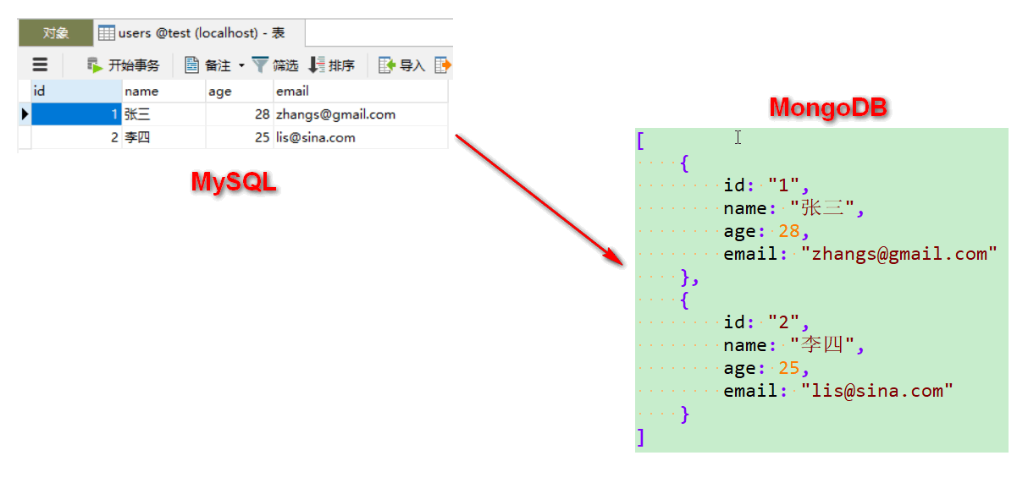 对象 users @test (localhost) - 表
开始事务 备注 筛选 排序 导入
id name age email
1 张三 28 zhangs@gmail.com
2 李四 25 lis@sina.com
MySQL
MongoDB
[
{
id: "1",
name: "张三",
age: 28,
email: "zhangs@gmail.com"
},
{
id: "2",
name: "李四",
age: 25,
email: "lis@sina.com"
}
]